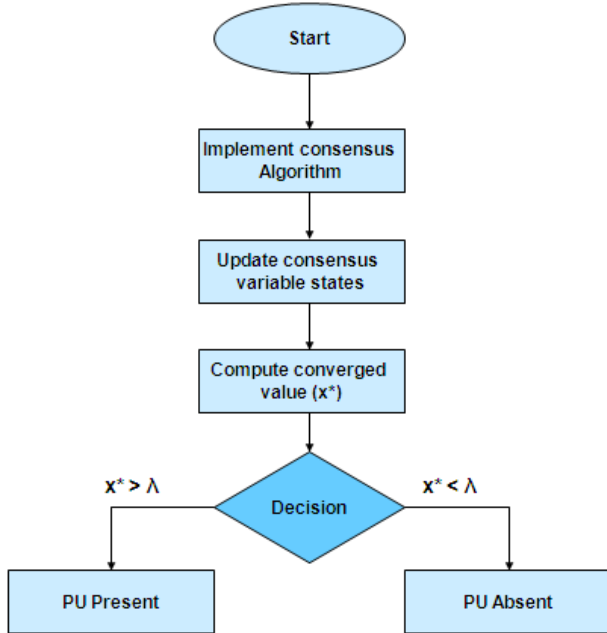 Start
Implement consensus
Algorithm
Update consensus
variable states
Compute converged
value (x*)
x* > λ
x* < λ
Decision
PU Present
PU Absent